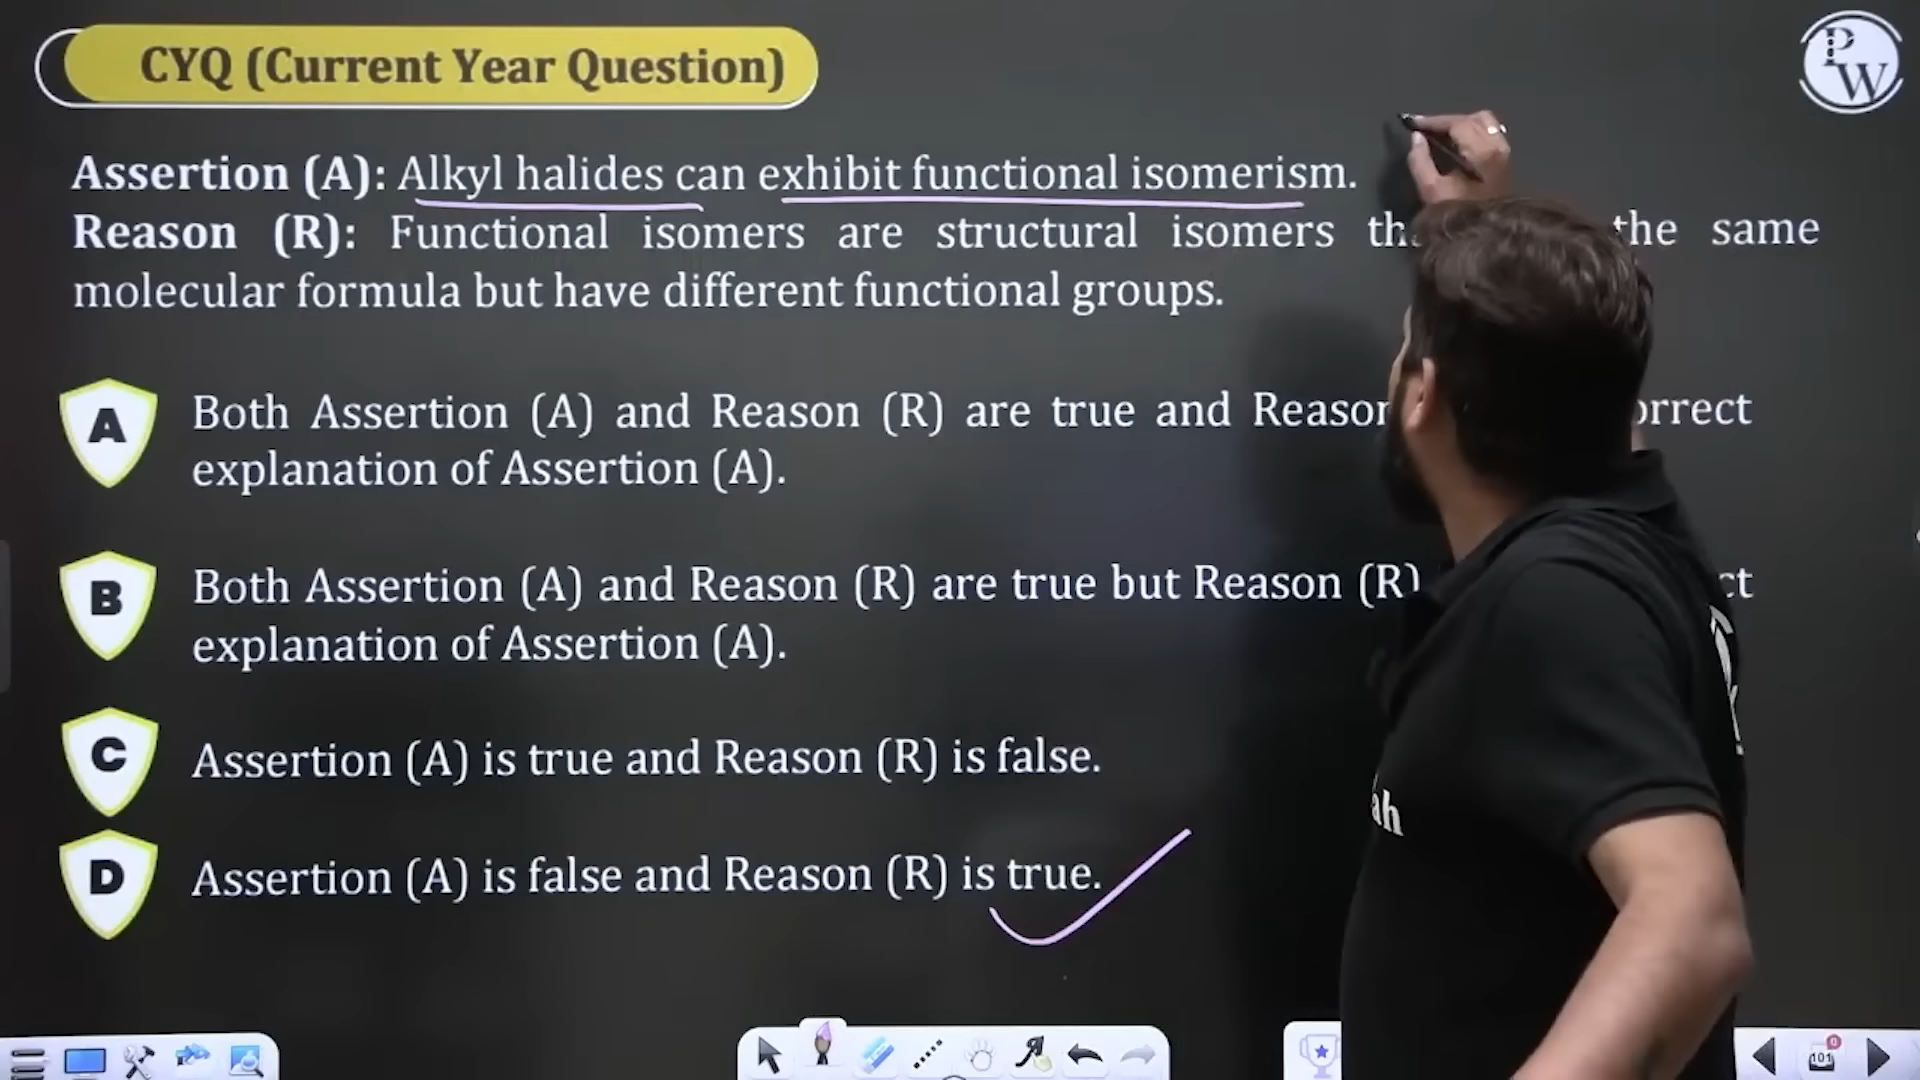 CYQ (Current Year Question)
PW
Assertion (A): Alkyl halides can exhibit functional isomerism.
Reason (R): Functional isomers are structural isomers the same
molecular formula but have different functional groups.
A
Both Assertion (A) and Reason (R) are true and
explanation of Assertion (A).
B
Both Assertion (A) and Reason (R) are true but Reason (R)
explanation of Assertion (A).
C
Assertion (A) is true and Reason (R) is false.
D
Assertion (A) is false and Reason (R) is true.
101
0